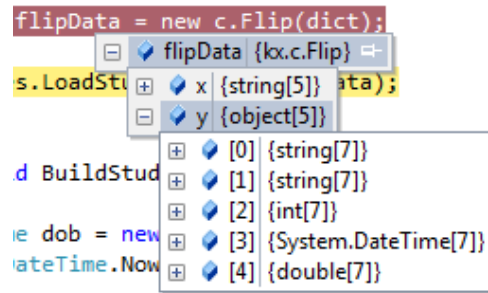 flipData = new c.Flip(dict);
flipData {kx.c.Flip}
s.LoadStu x {string[5]} ta);
y {object[5]}
[0] {string[7]}
d BuildStud [1] {string[7]}
[2] {int[7]}
e dob = new [3] {System.DateTime[7]}
DateTime.Now [4] {double[7]}